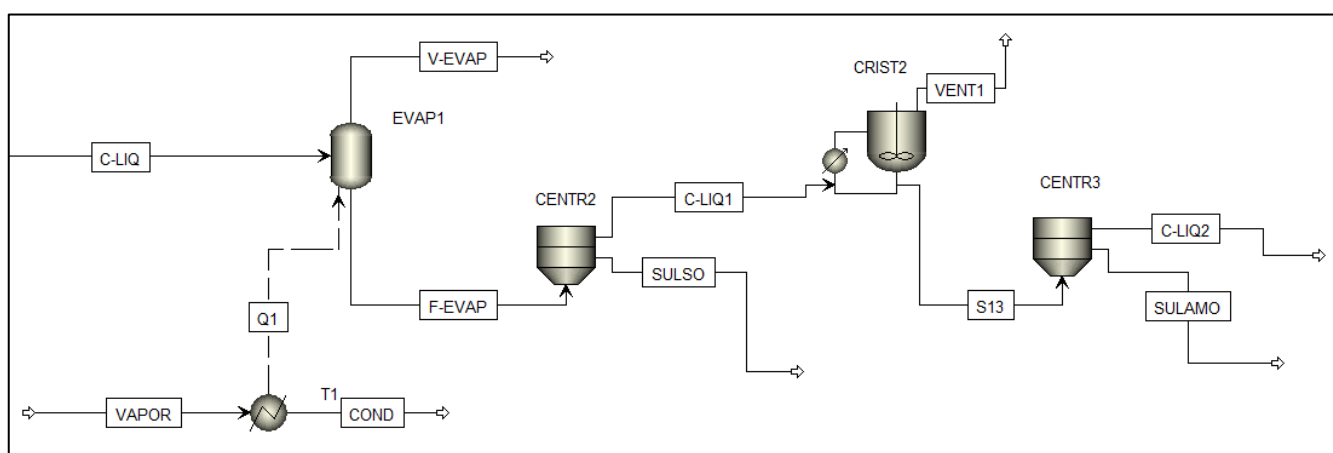 V-EVAP
CRIST2
VENT1
EVAP1
C-LIQ
CENTR2
C-LIQ1
CENTR3
C-LIQ2
SULSO
F-EVAP
S13
SULAMO
Q1
T1
VAPOR
COND